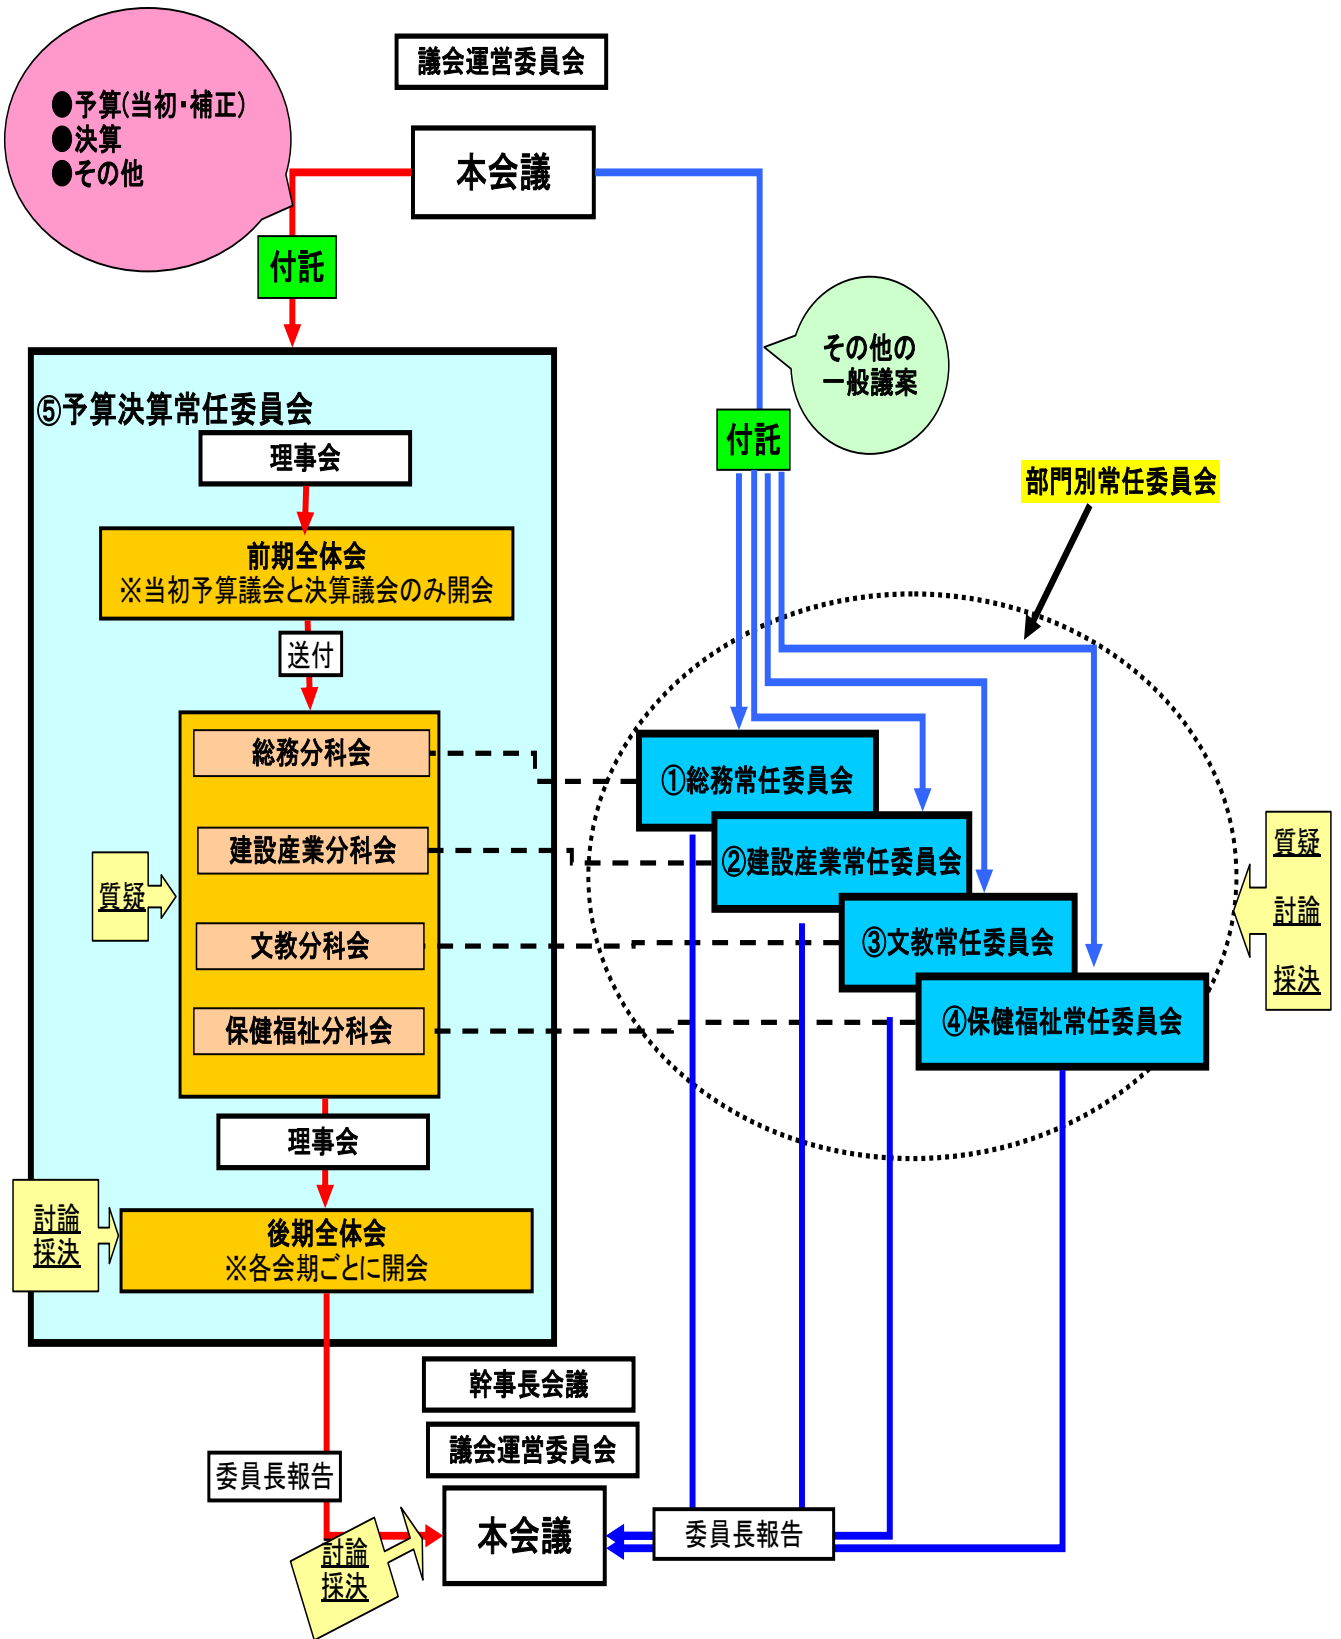 議会運営委員会
●予算(当初・補正)
●決算
●その他
本会議
付託
その他の
一般議案
付託
部門別常任委員会
⑤予算決算常任委員会
理事会
前期全体会
※当初予算議会と決算議会のみ開会
送付
総務分科会
建設産業分科会
文教分科会
保健福祉分科会
質疑
①総務常任委員会
②建設産業常任委員会
③文教常任委員会
④保健福祉常任委員会
質疑
討論
採決
理事会
討論
採決
後期全体会
※各会期ごとに開会
幹事長会議
議会運営委員会
委員長報告
本会議
委員長報告
討論
採決